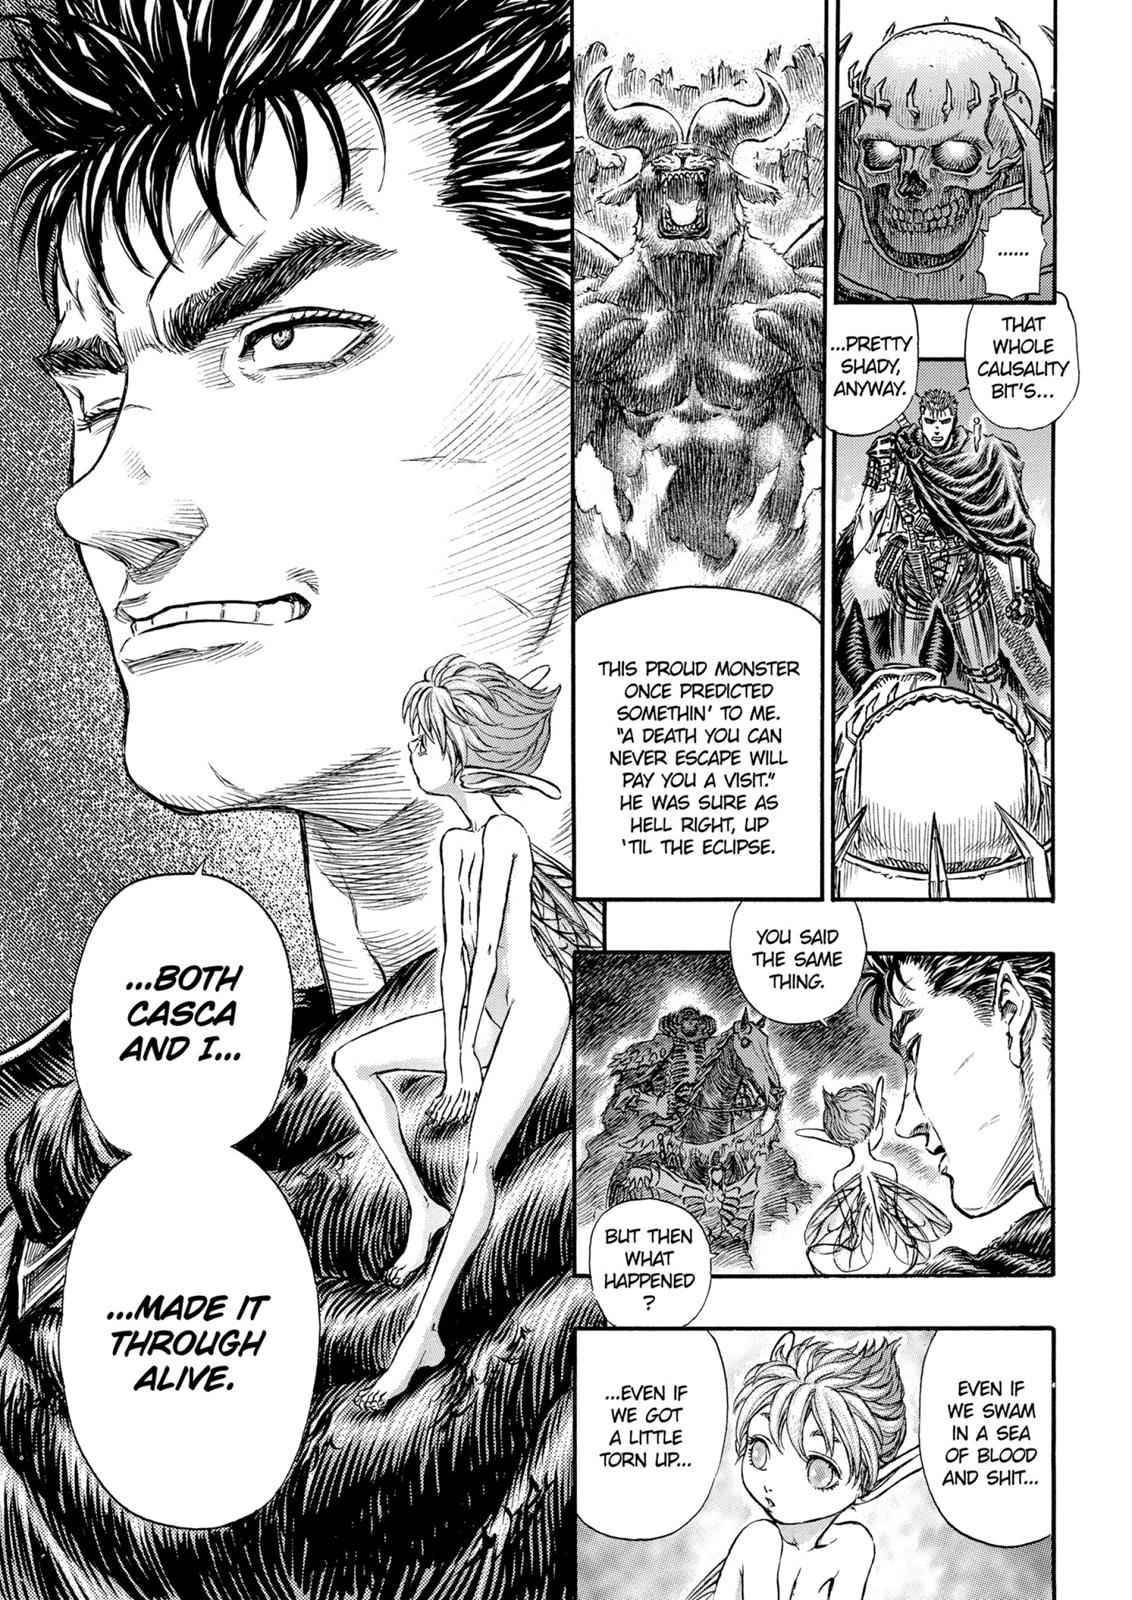 ......
THAT
WHOLE
CAUSALITY
BIT'S...
...PRETTY
SHADY,
ANYWAY.
THIS PROUD MONSTER
ONCE PREDICTED
SOMETHIN' TO ME.
"A DEATH YOU CAN
NEVER ESCAPE WILL
PAY YOU A VISIT."
HE WAS SURE AS
HELL RIGHT, UP
'TIL THE ECLIPSE.
YOU SAID
THE SAME
THING.
BUT THEN
WHAT
HAPPENED
?
EVEN IF
WE SWAM
IN A SEA
OF BLOOD
AND SHIT...
...EVEN IF
WE GOT
A LITTLE
TORN UP...
...BOTH
CASCA
AND I...
...MADE IT
THROUGH
ALIVE.